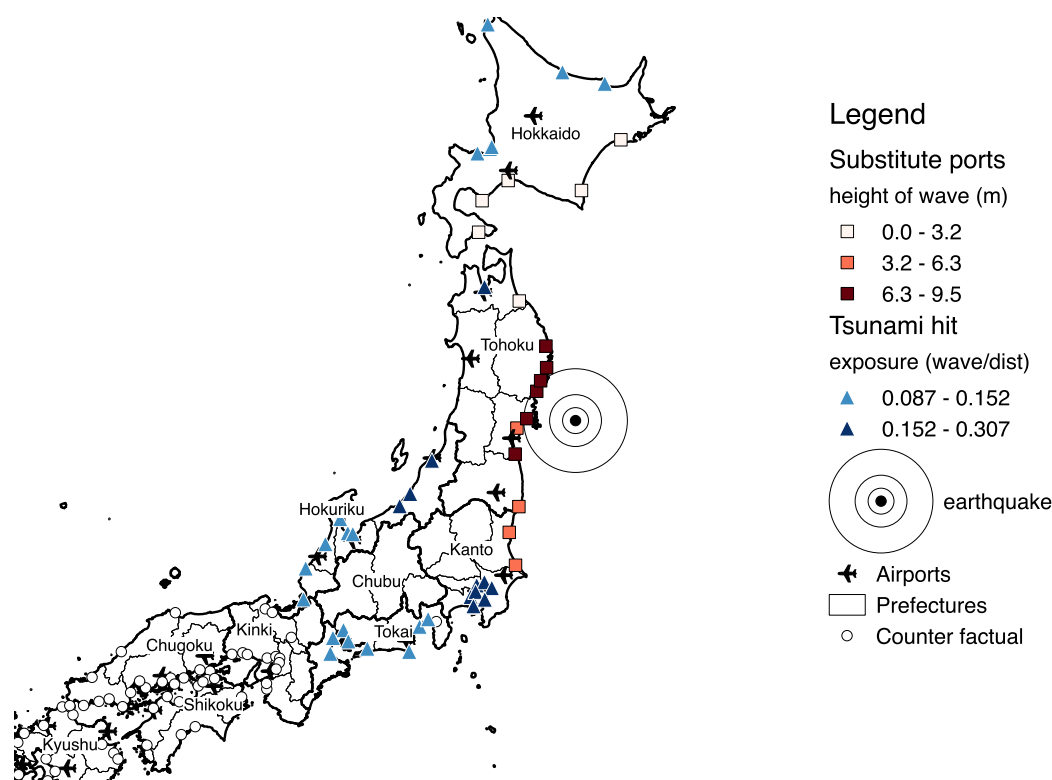 Hokkaido
Tohoku
Hokuriku
Kanto
Chubu
Kinki
Tokai
Chugoku
Shikoku
Kyushu
Legend
Substitute ports
height of wave (m)
0.0 - 3.2
3.2 - 6.3
6.3 - 9.5
Tsunami hit
exposure (wave/dist)
0.087 - 0.152
0.152 - 0.307
earthquake
Airports
Prefectures
Counter factual